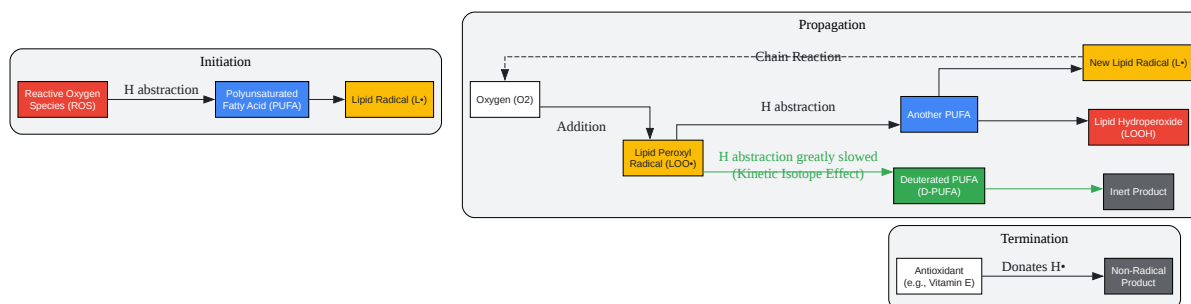 Initiation
Reactive Oxygen
Species (ROS)
H abstraction
Polyunsaturated
Fatty Acid (PUFA)
Lipid Radical (L•)
Propagation
Chain Reaction
New Lipid Radical (L•)
Oxygen (O2)
Addition
H abstraction
Another PUFA
Lipid Hydroperoxide
(LOOH)
Lipid Peroxyl
Radical (LOO•)
H abstraction greatly slowed
(Kinetic Isotope Effect)
Deuterated PUFA
(D-PUFA)
Inert Product
Termination
Antioxidant
(e.g., Vitamin E)
Donates H•
Non-Radical
Product